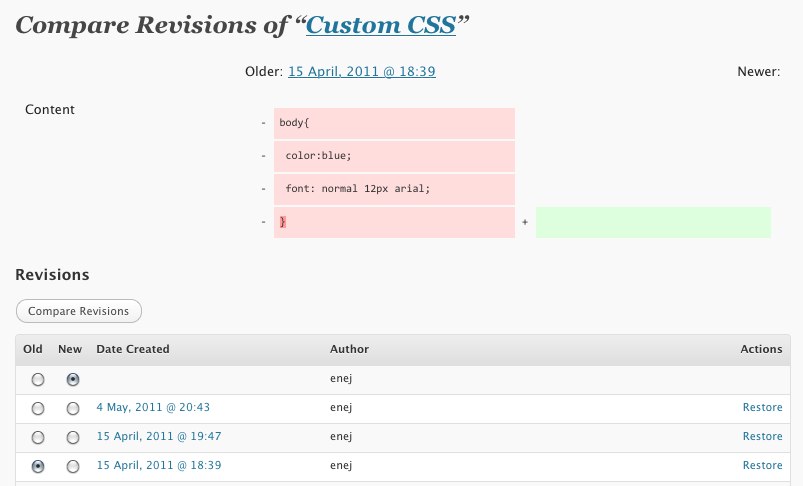 Compare Revisions of “Custom CSS”
Older: 15 April, 2011 @ 18:39 Newer:
Content
- body{
- color:blue;
- font: normal 12px arial;
- } +
Revisions
Compare Revisions
Old New Date Created Author Actions
enej
4 May, 2011 @ 20:43 enej Restore
15 April, 2011 @ 19:47 enej Restore
15 April, 2011 @ 18:39 enej Restore